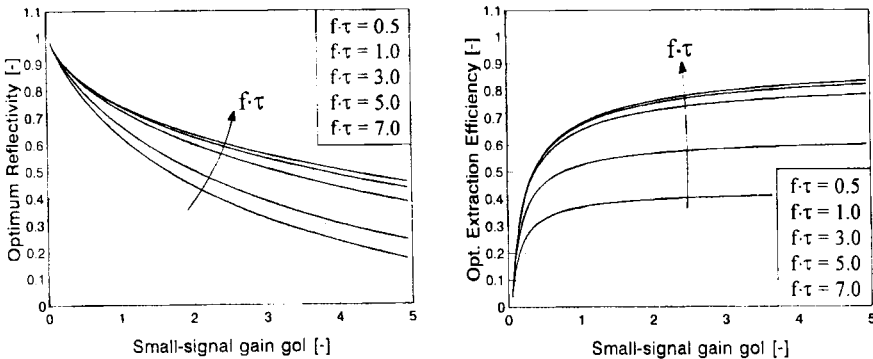 1.1
1
0.9
0.8
0.7
0.6
0.5
0.4
0.3
0.2
0.1
0
Optimum Reflectivity [-]
f·τ = 0.5
f·τ = 1.0
f·τ = 3.0
f·τ = 5.0
f·τ = 7.0
f·τ
0 1 2 3 4 5
Small-signal gain gol [-]
1.1
1
0.9
0.8
0.7
0.6
0.5
0.4
0.3
0.2
0.1
0
Opt. Extraction Efficiency [-]
f·τ
f·τ = 0.5
f·τ = 1.0
f·τ = 3.0
f·τ = 5.0
f·τ = 7.0
0 1 2 3 4 5
Small-signal gain gol [-]